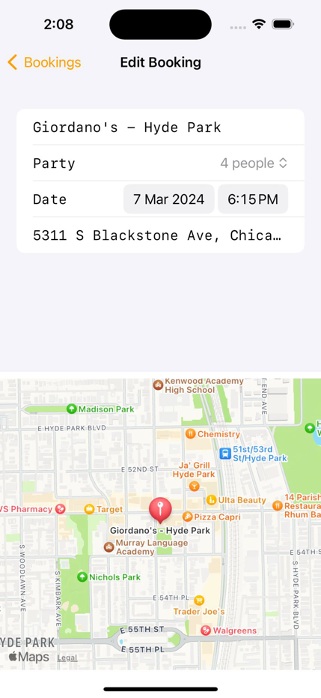 2:08
Bookings
Edit Booking
Giordano's – Hyde Park
Party
4 people
Date
7 Mar 2024
6:15 PM
5311 S Blackstone Ave, Chica…
Kenwood Academy
High School
Madison Park
END AVE
E HYDE PARK BLVD
Chemistry
51st/53rd
St/Hyde Park
E 52ND ST
Ja' Grill
Hyde Park
VS Pharmacy
Target
Ulta Beauty
14 Parish
Restaurant
Rhum Ba
Pizza Capri
Giordano's - Hyde Park
Murray Language
Academy
E 54TH S
S WOODLAWN AVE
S KIMBARK AVE
S HYDE PARK AVE
Nichols Park
E 54TH PL
Trader Joe's
E 55TH ST
Walgreens
E 55TH PL
YDE PARK
Maps
Legal